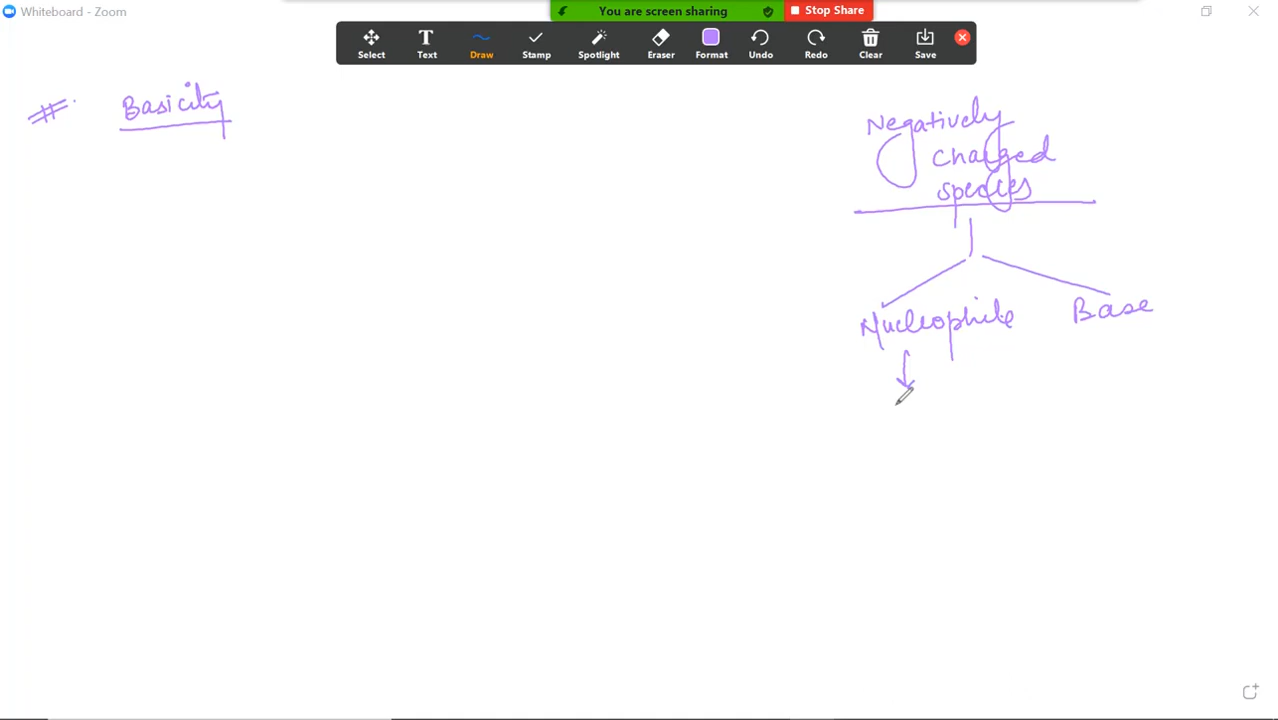 Whiteboard - Zoom
You are screen sharing
Stop Share
Select Text Draw Stamp Spotlight Eraser Format Undo Redo Clear Save
# Basicity
Negatively
charged
species
Nucleophile Base